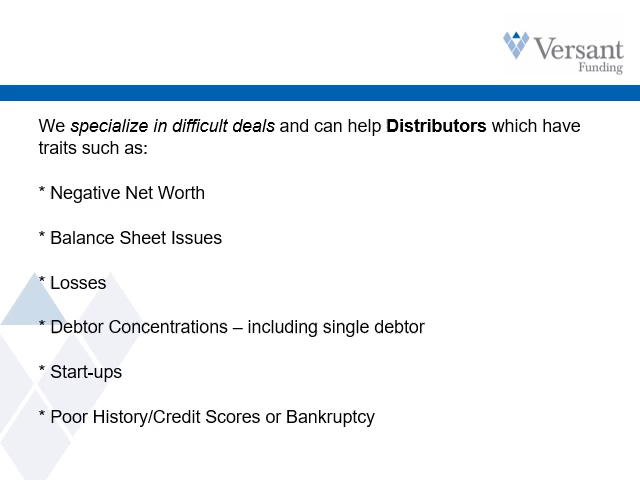 Versant
Funding
We specialize in difficult deals and can help Distributors which have
traits such as:
* Negative Net Worth
* Balance Sheet Issues
* Losses
* Debtor Concentrations – including single debtor
* Start-ups
* Poor History/Credit Scores or Bankruptcy